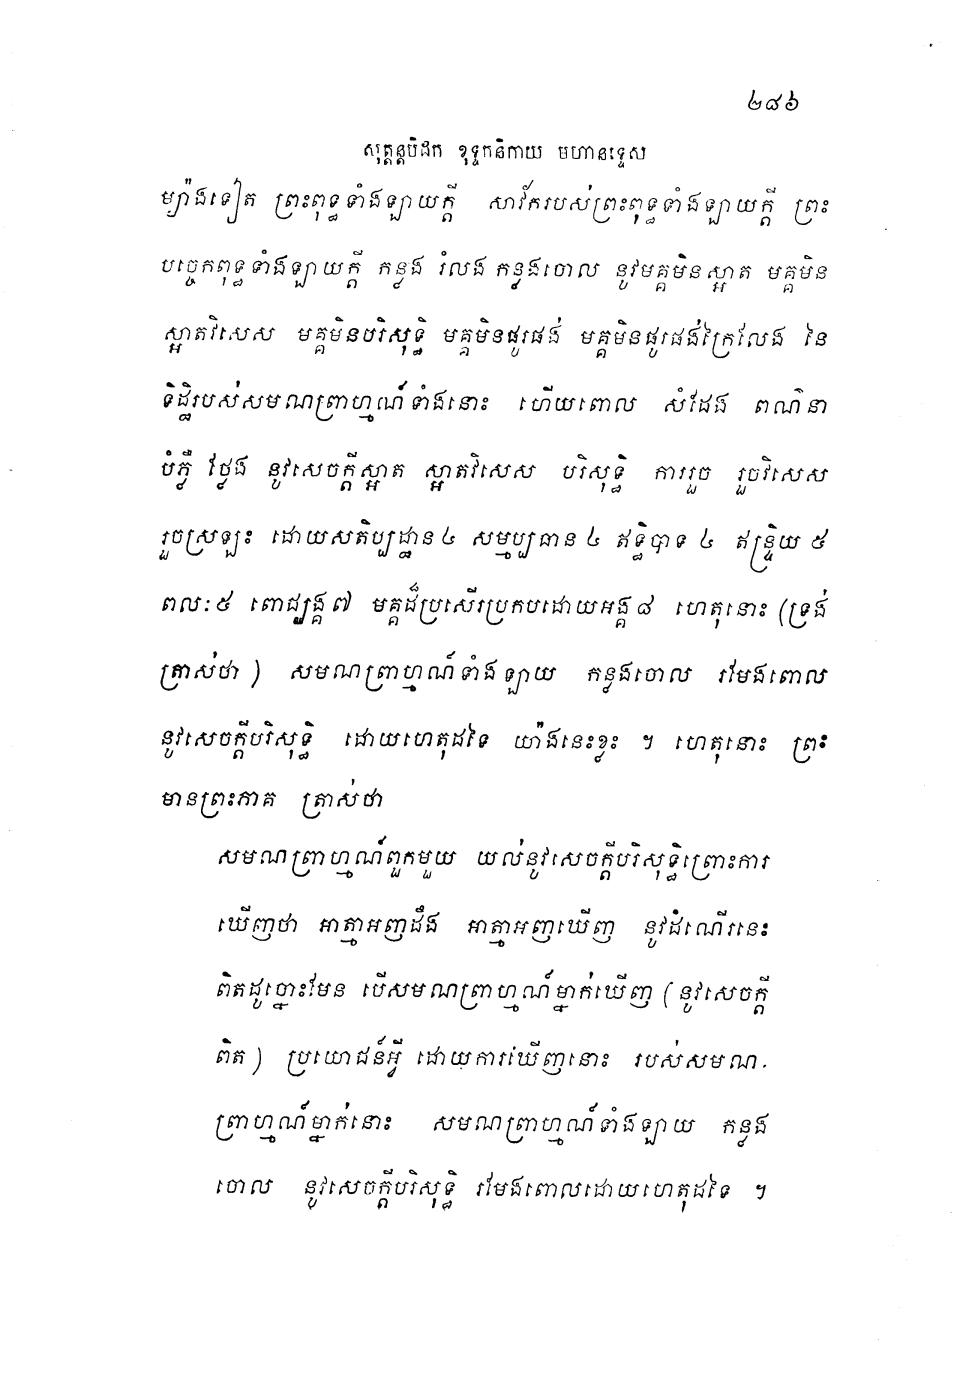 ២៨៦
សុត្តន្តបិដក ខុទ្ទកនិកាយ មហានិទ្ទេស
ម្យ៉ាងទៀត ព្រះពុទ្ធទាំងឡាយក្តី សាវ័ករបស់ព្រះពុទ្ធទាំងឡាយក្តី ព្រះ
បច្ចេកពុទ្ធទាំងឡាយក្តី កន្លង រំលង កន្លងចោល នូវមគ្គមិនស្អាត មគ្គមិន
ស្អាតវិសេស មគ្គមិនបរិសុទ្ធិ មគ្គមិនផូរផង់ មគ្គមិនផូរផង់ក្រៃលែង នៃ
ទិដ្ឋិរបស់សមណព្រាហ្មណ៍ទាំងនោះ ហើយពោល សំដែង ពណ៌នា
បំភ្លឺ ថ្លែង នូវសេចក្តីស្អាត ស្អាតវិសេស បរិសុទ្ធិ ការរួច រួចវិសេស
រួចស្រឡះ ដោយសតិប្បដ្ឋាន៤ សម្មប្បធាន៤ ឥទ្ធិបាទ ៤ ឥន្ទ្រិយ ៥
ពលៈ៥ ពោជ្ឈង្គ៧ មគ្គដ៏ប្រសើរប្រកបដោយអង្គ៨ ហេតុនោះ (ទ្រង់
ត្រាស់ថា ) សមណព្រាហ្មណ៍ទាំងឡាយ កន្លងចោល រមែងពោល
នូវសេចក្តីបរិសុទ្ធិ ដោយហេតុដទៃ យ៉ាងនេះខ្លះ ។ ហេតុនោះ ព្រះ
មានព្រះភាគ ត្រាស់ថា
សមណព្រាហ្មណ៍ពួកមួយ យល់នូវសេចក្តីបរិសុទ្ធិព្រោះការ
ឃើញថា អាត្មាអញដឹង អាត្មាអញឃើញ នូវដំណើរនេះ
ពិតដូច្នោះមែន បើសមណព្រាហ្មណ៍ម្នាក់ឃើញ (នូវសេចក្តី
ពិត ) ប្រយោជន៍អ្វី ដោយការឃើញនោះ របស់សមណ-
ព្រាហ្មណ៍ម្នាក់នោះ សមណព្រាហ្មណ៍ទាំងឡាយ កន្លង
ចោល នូវសេចក្តីបរិសុទ្ធិ រមែងពោលដោយហេតុដទៃ ។